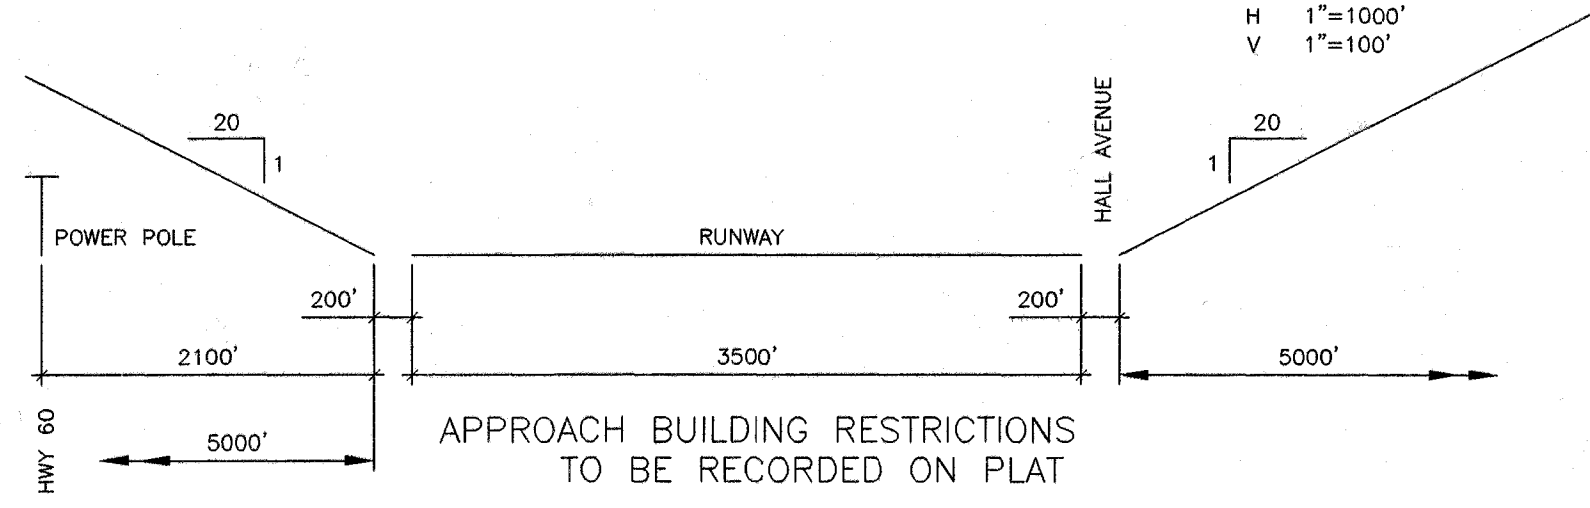 H 1"=1000'
V 1"=100'
20
1
HALL AVENUE
20
1
POWER POLE
RUNWAY
200'
200'
2100'
3500'
5000'
HWY 60
5000'
APPROACH BUILDING RESTRICTIONS
TO BE RECORDED ON PLAT